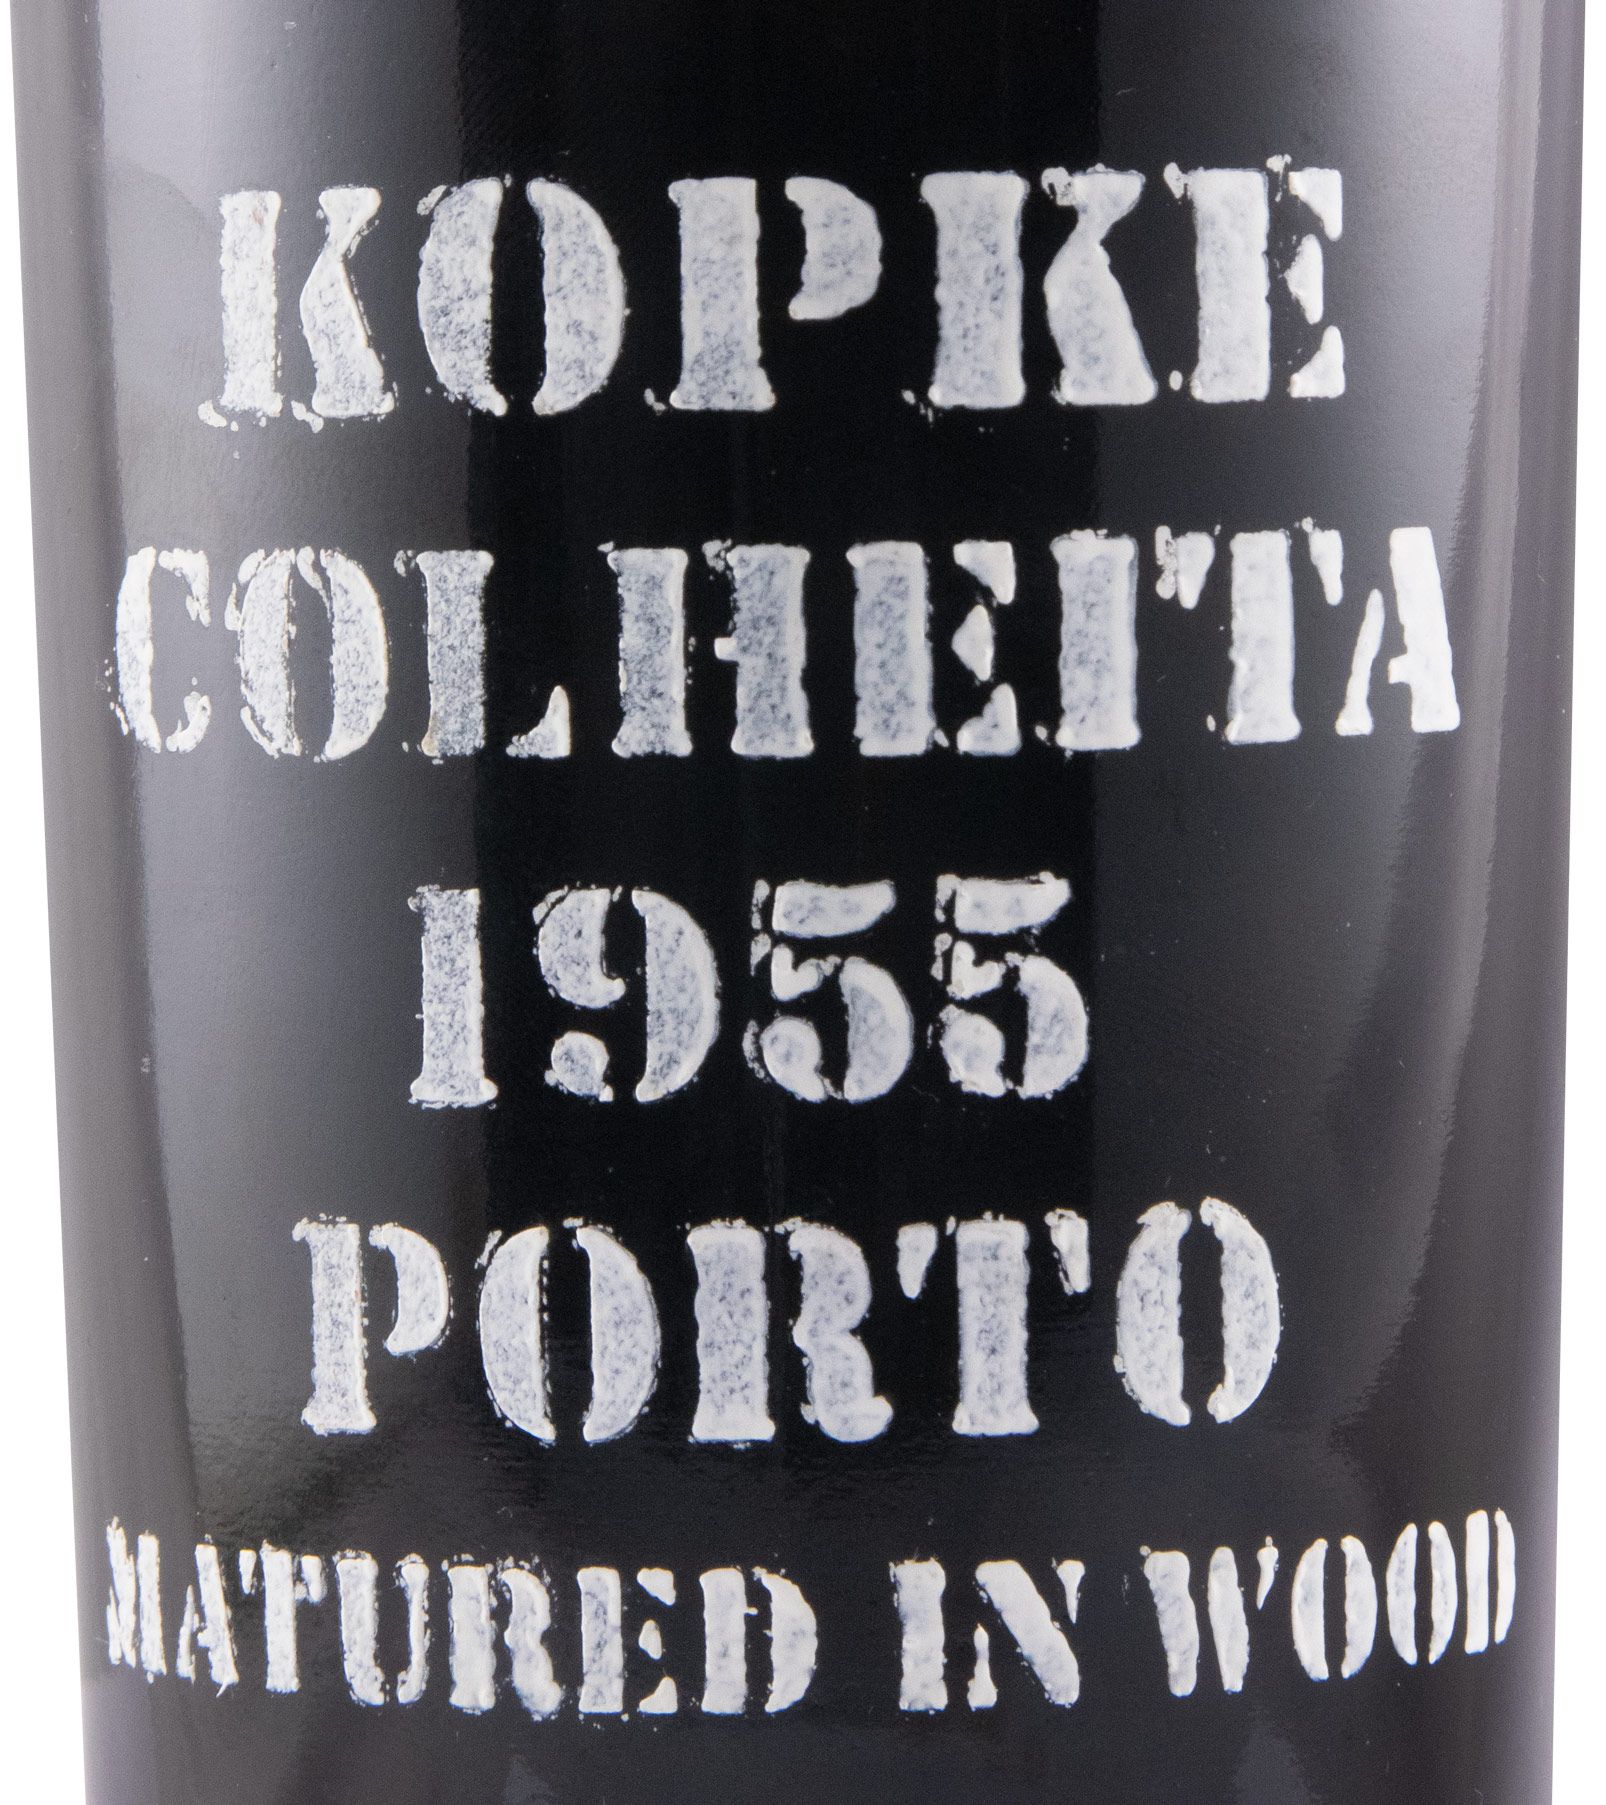 KOPKE
COLHEITA
1955
PORTO
MATURED IN WOOD